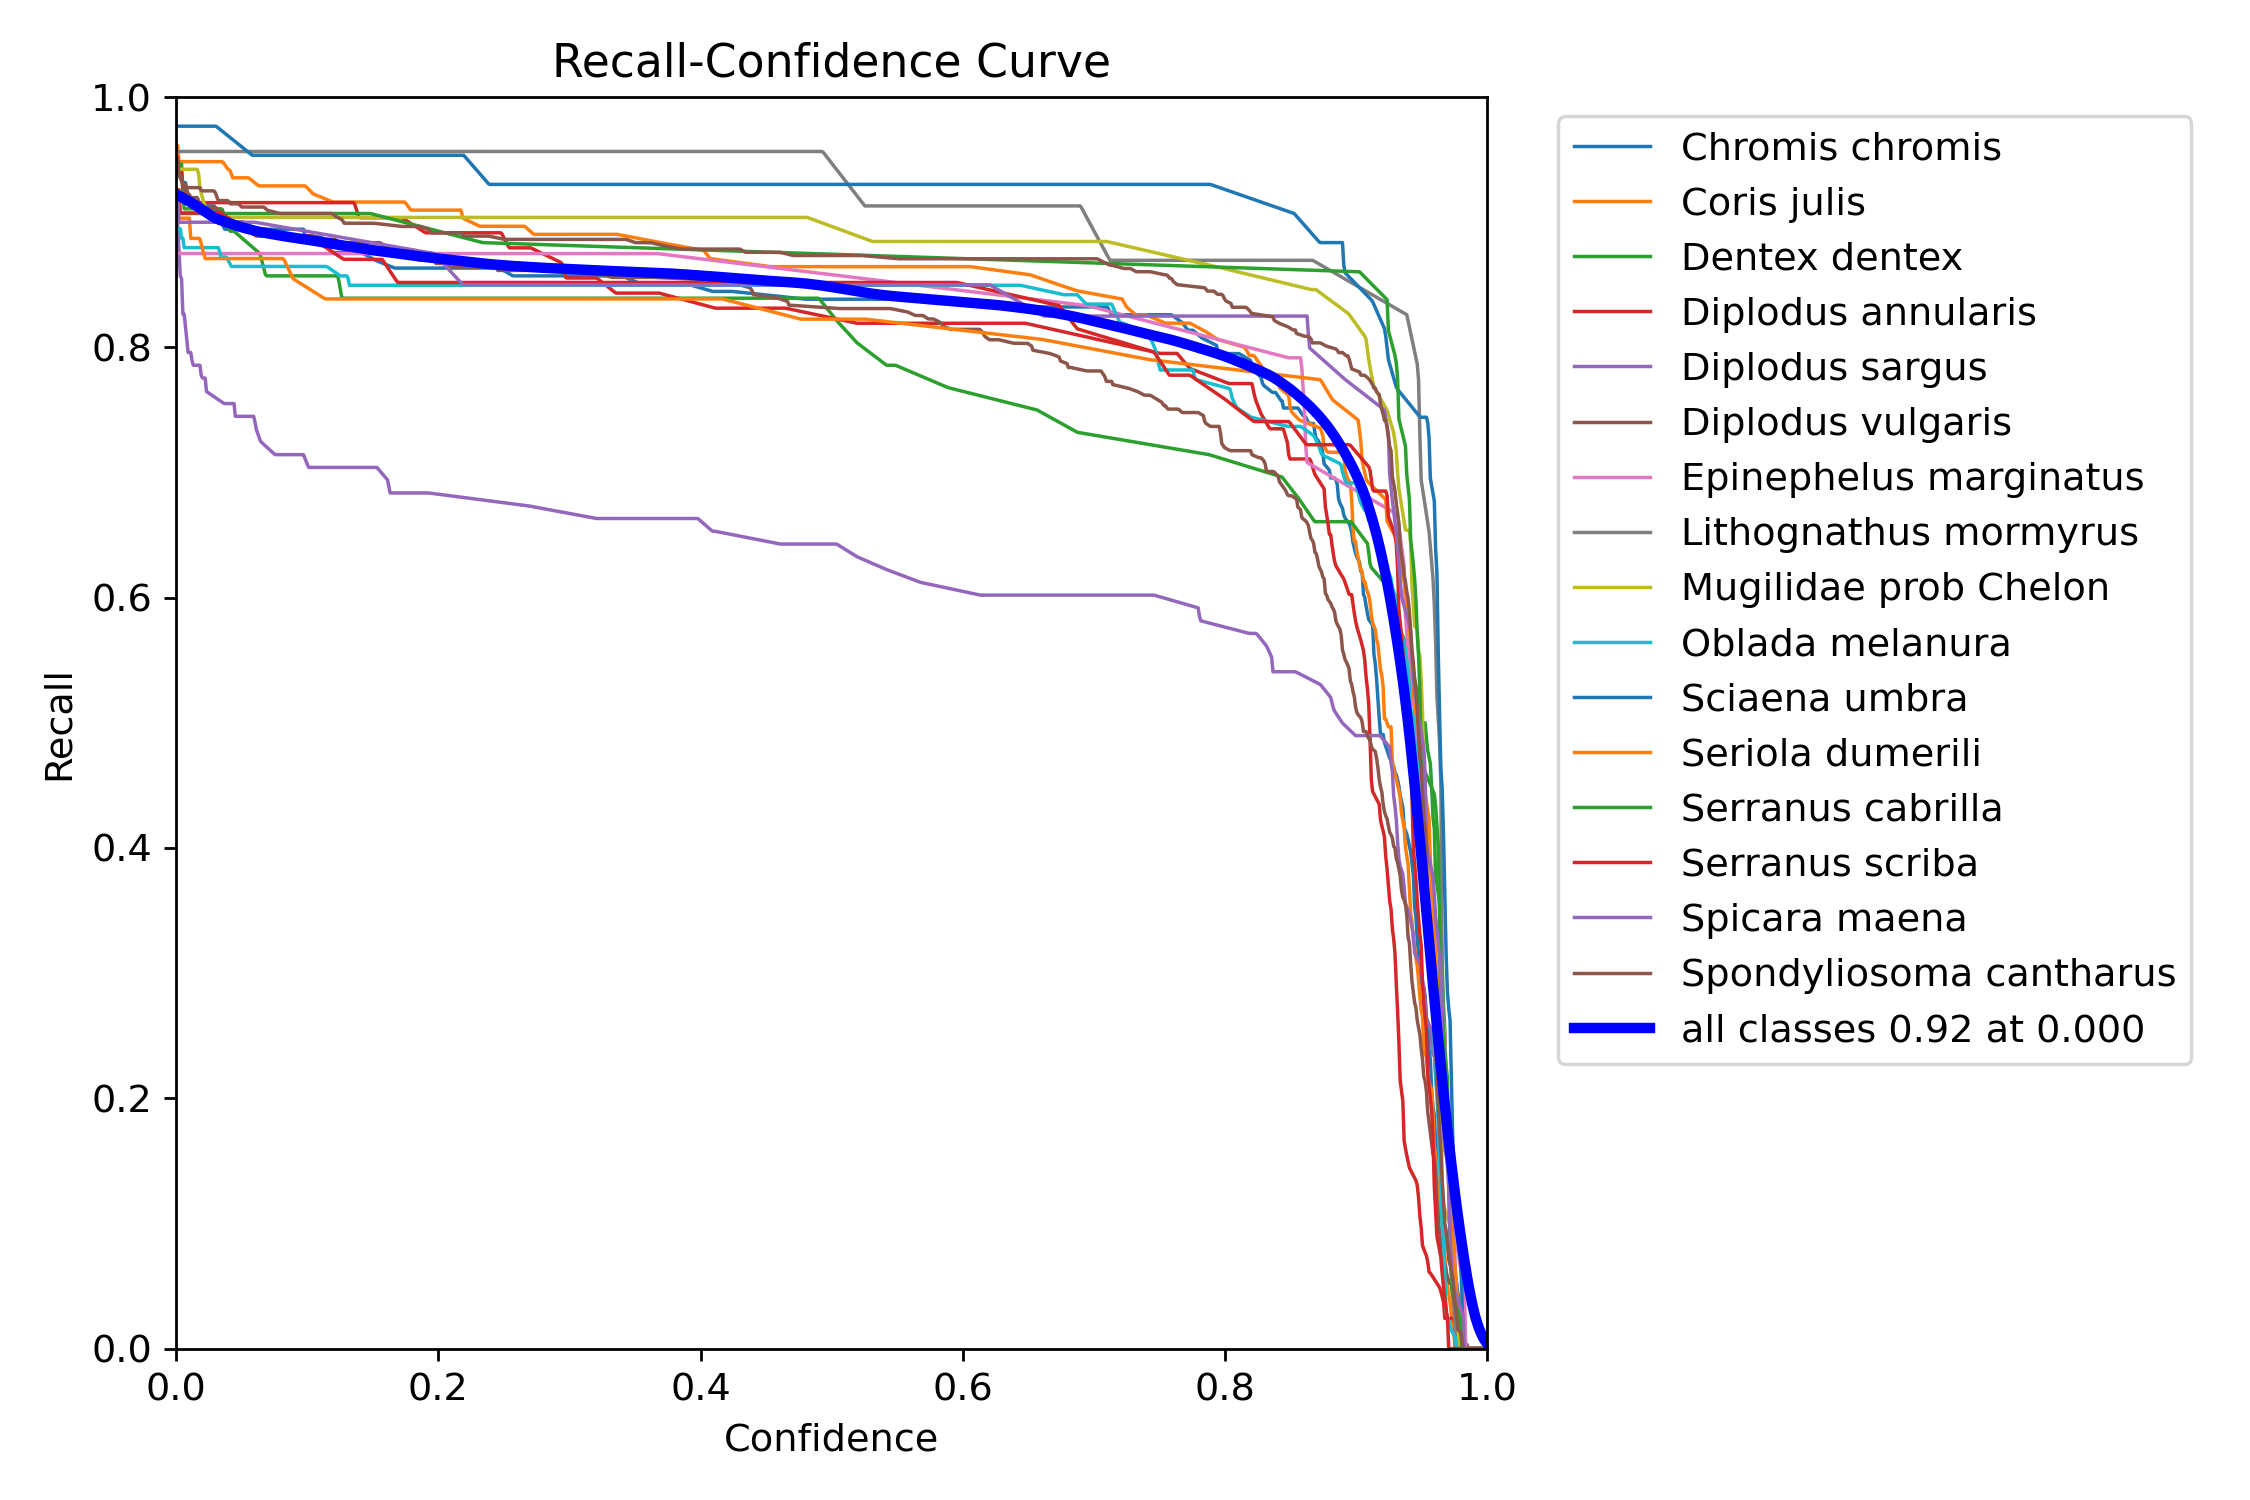 Recall-Confidence Curve
1.0
0.8
0.6
0.4
0.2
0.0
Recall
0.0 0.2 0.4 0.6 0.8 1.0
Confidence
Chromis chromis
Coris julis
Dentex dentex
Diplodus annularis
Diplodus sargus
Diplodus vulgaris
Epinephelus marginatus
Lithognathus mormyrus
Mugilidae prob Chelon
Oblada melanura
Sciaena umbra
Seriola dumerili
Serranus cabrilla
Serranus scriba
Spicara maena
Spondyliosoma cantharus
all classes 0.92 at 0.000